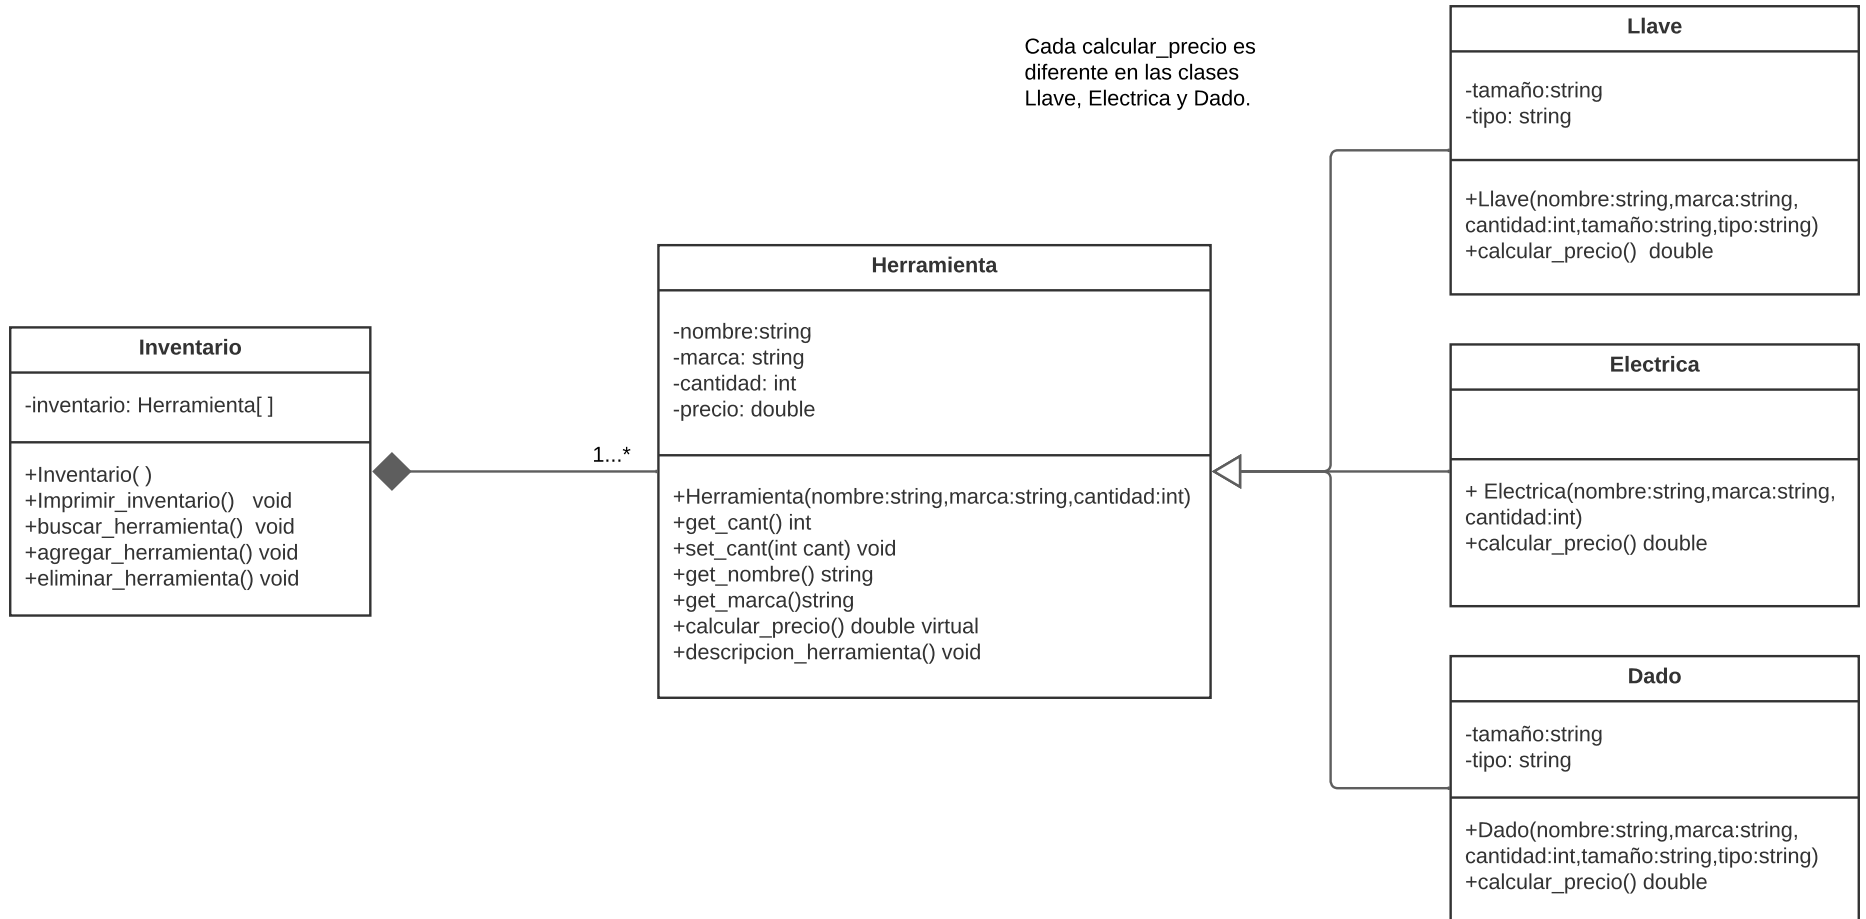 Cada calcular_precio es
diferente en las clases
Llave, Electrica y Dado.
Inventario
-inventario: Herramienta[ ]
+Inventario( )
+Imprimir_inventario()   void
+buscar_herramienta()  void
+agregar_herramienta() void
+eliminar_herramienta() void
1...*
Herramienta
-nombre:string
-marca: string
-cantidad: int
-precio: double
+Herramienta(nombre:string,marca:string,cantidad:int)
+get_cant() int
+set_cant(int cant) void
+get_nombre() string
+get_marca()string
+calcular_precio() double virtual
+descripcion_herramienta() void
Llave
-tamaño:string
-tipo: string
+Llave(nombre:string,marca:string,
cantidad:int,tamaño:string,tipo:string)
+calcular_precio()  double
Electrica
+ Electrica(nombre:string,marca:string,
cantidad:int)
+calcular_precio() double
Dado
-tamaño:string
-tipo: string
+Dado(nombre:string,marca:string,
cantidad:int,tamaño:string,tipo:string)
+calcular_precio() double